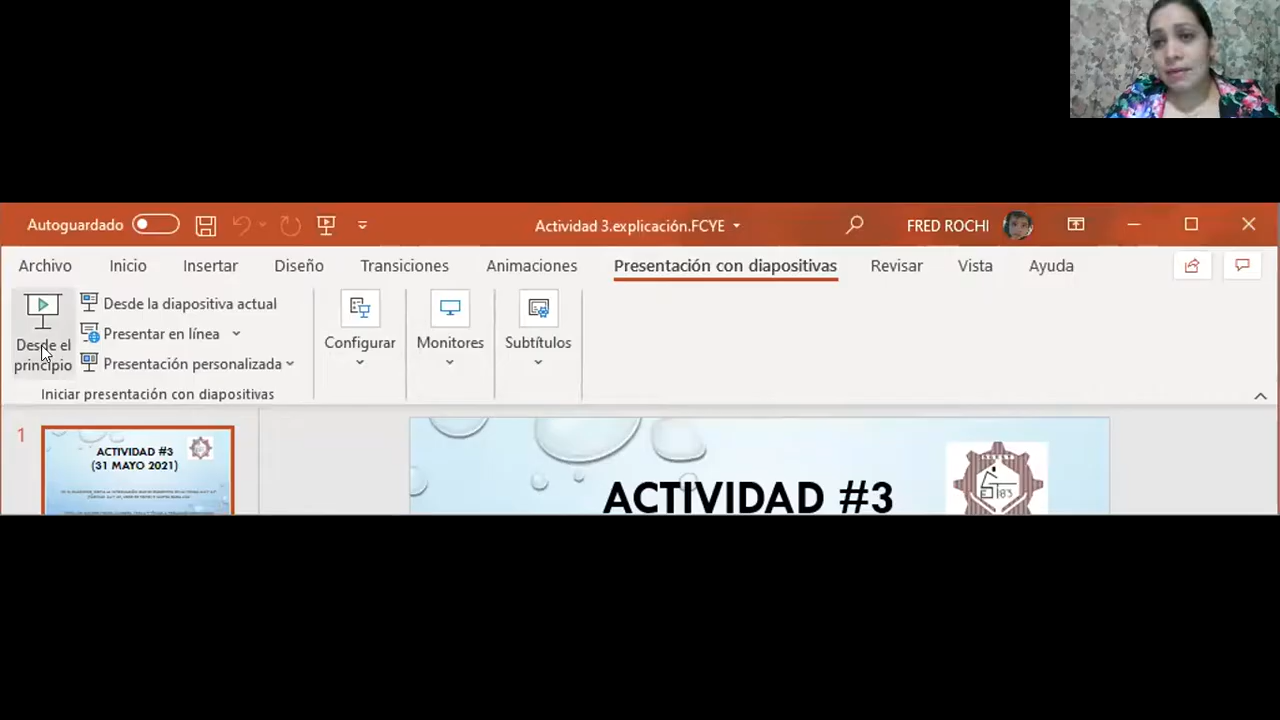 Autoguardado
Actividad 3.explicación.FCYE
FRED ROCHI
Archivo Inicio Insertar Diseño Transiciones Animaciones Presentación con diapositivas Revisar Vista Ayuda
Desde el principio
Desde la diapositiva actual
Presentar en línea
Presentación personalizada
Configurar
Monitores
Subtítulos
Iniciar presentación con diapositivas
1
ACTIVIDAD #3
(31 MAYO 2021)
ACTIVIDAD #3